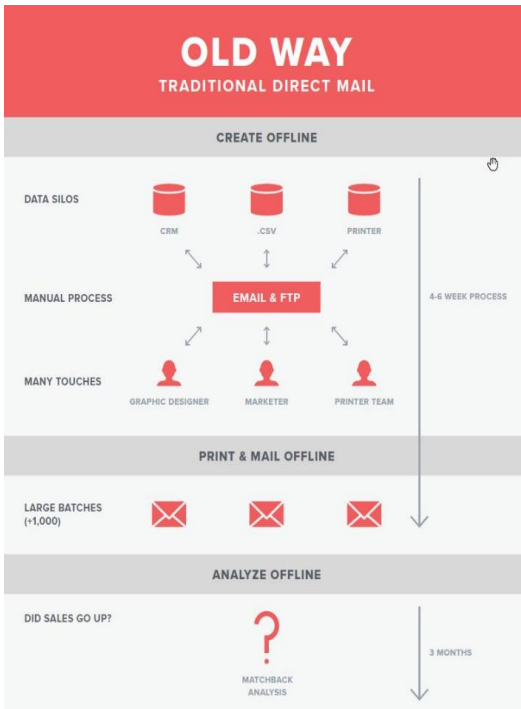 OLD WAY
TRADITIONAL DIRECT MAIL
CREATE OFFLINE
DATA SILOS
CRM
.CSV
PRINTER
MANUAL PROCESS
EMAIL & FTP
4-6 WEEK PROCESS
MANY TOUCHES
GRAPHIC DESIGNER
MARKETER
PRINTER TEAM
PRINT & MAIL OFFLINE
LARGE BATCHES
(+1,000)
ANALYZE OFFLINE
DID SALES GO UP?
?
3 MONTHS
MATCHBACK
ANALYSIS